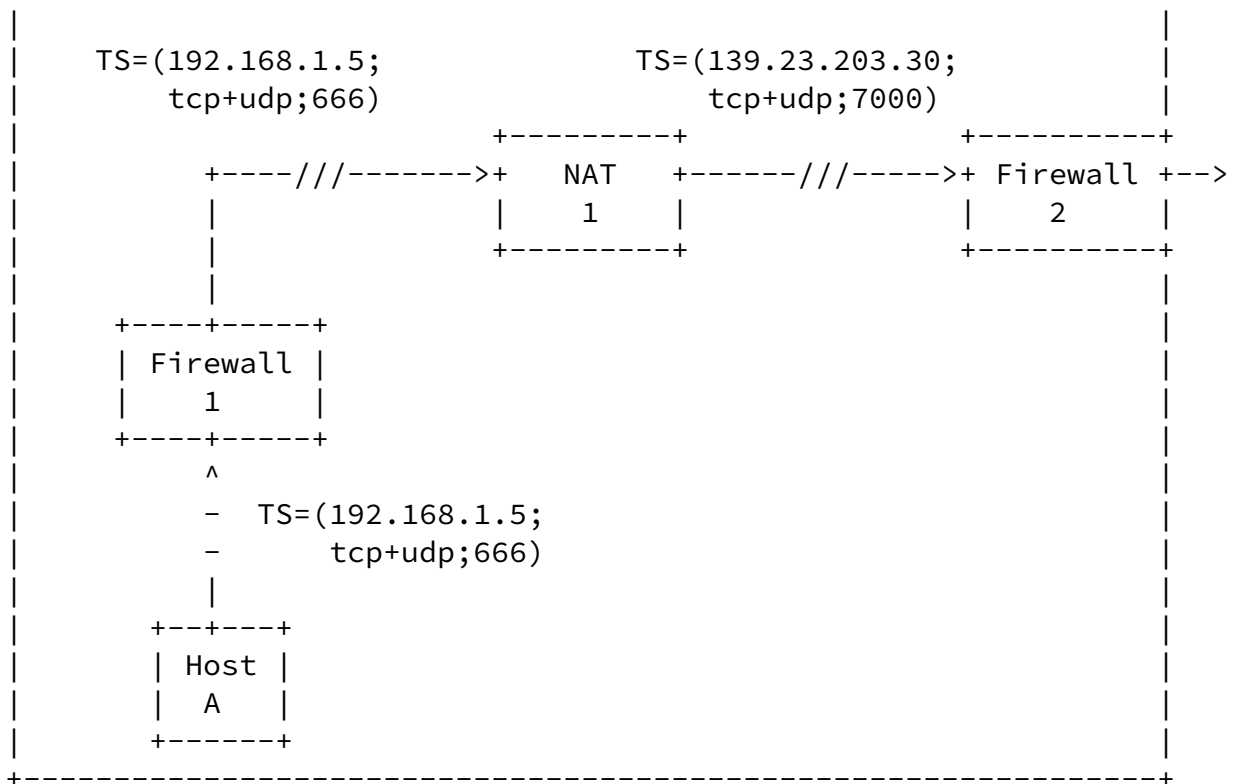 TS=(192.168.1.5; TS=(139.23.203.30;
tcp+udp;666) tcp+udp;7000)
NAT Firewall
1 2
Firewall
1
TS=(192.168.1.5;
tcp+udp;666)
Host
A